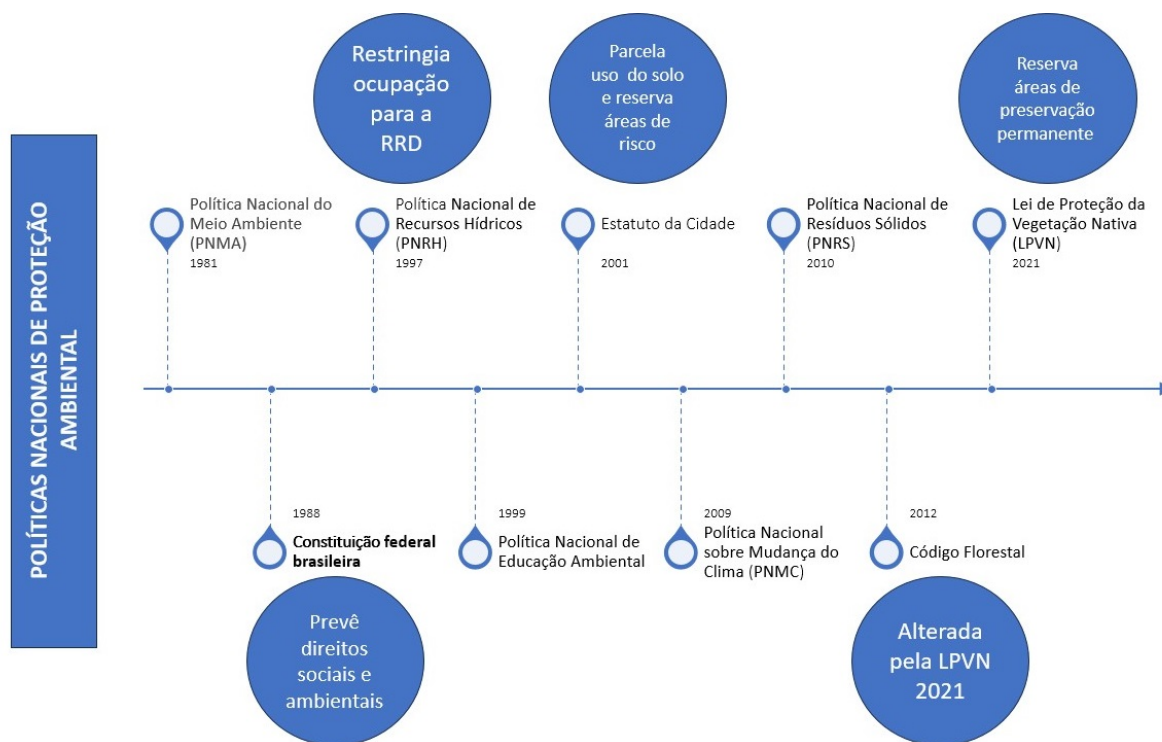 POLÍTICAS NACIONAIS DE PROTEÇÃO
AMBIENTAL
Restringia
ocupação
para a
RRD
Parcela
uso do solo
e reserva
áreas de
risco
Reserva
áreas de
preservação
permanente
Política Nacional do
Meio Ambiente
(PNMA)
1981
Política Nacional de
Recursos Hídricos
(PNRH)
1997
Estatuto da Cidade
2001
Política Nacional de
Resíduos Sólidos
(PNRS)
2010
Lei de Proteção da
Vegetação Nativa
(LPVN)
2021
1988
Constituição federal
brasileira
1999
Política Nacional de
Educação Ambiental
2009
Política Nacional
sobre Mudança do
Clima (PNMC)
2012
Código Florestal
Prevê
direitos
sociais e
ambientais
Alterada
pela LPVN
2021